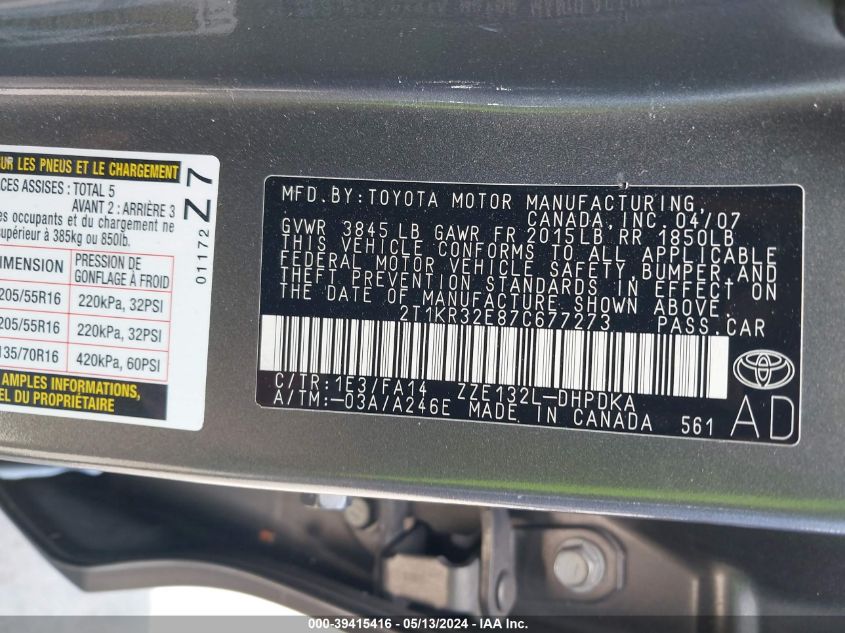 UR LES PNEUS ET LE CHARGEMENT
CES ASSISES : TOTAL 5
AVANT 2 : ARRIÈRE 3
es occupants et du chargement ne
supérieur à 385kg ou 850lb.
DIMENSION
PRESSION DE GONFLAGE À FROID
205/55R16 220kPa, 32PSI
205/55R16 220kPa, 32PSI
135/70R16 420kPa, 60PSI
AMPLES INFORMATIONS
EL DU PROPRIÉTAIRE
01172 Z 7
MFD. BY: TOYOTA MOTOR MANUFACTURING,
CANADA, INC. 04/07
GVWR 3845 LB GAWR FR 2015LB RR 1850LB
THIS VEHICLE CONFORMS TO ALL APPLICABLE
FEDERAL MOTOR VEHICLE SAFETY, BUMPER, AND
THEFT PREVENTION STANDARDS IN EFFECT ON
THE DATE OF MANUFACTURE SHOWN ABOVE.
2T1KR32E87C677273 PASS.CAR
C/TR:1E3/FA14 ZZE132L-DHPDKA
A/TM:-03A/A246E MADE IN CANADA 561
TOYOTA
AD
000-39415416 - 05/13/2024 - IAA Inc.